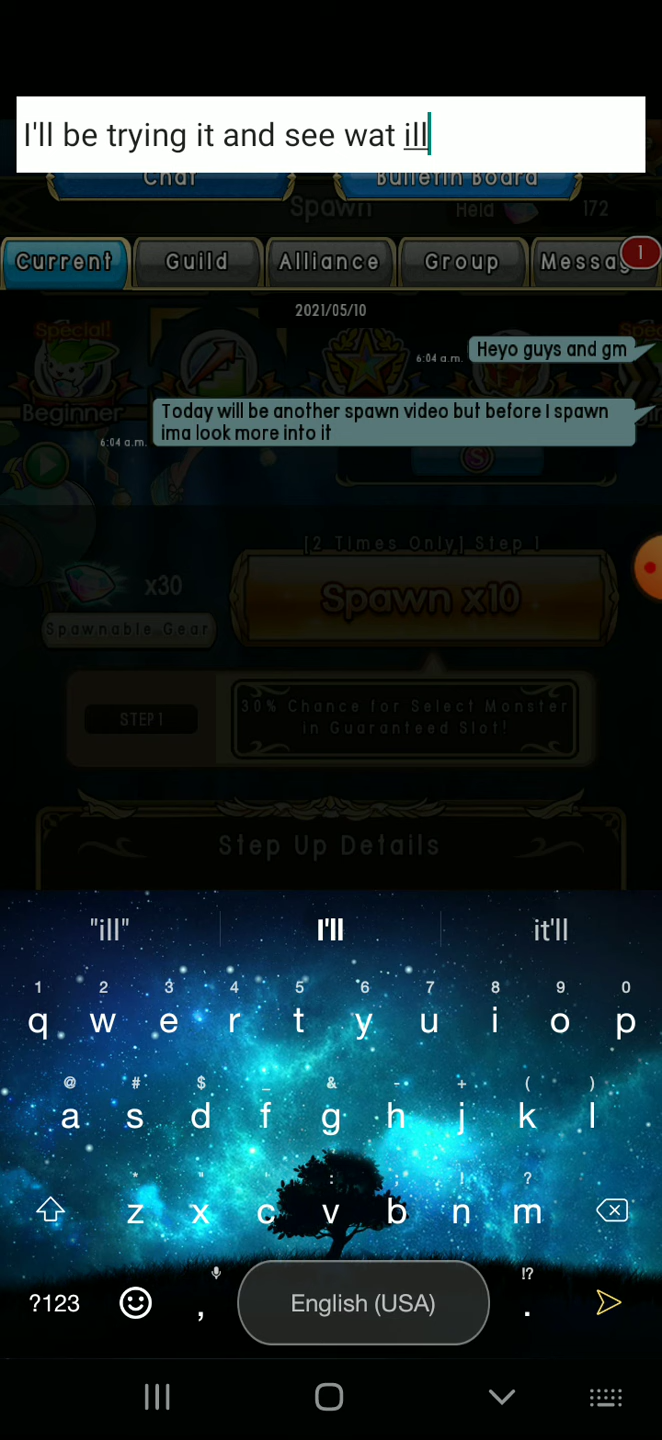 I'll be trying it and see wat ill
Chat
Bulletin Board
Spawn
Held
172
Current
Guild
Alliance
Group
Messag
1
2021/05/10
Special!
6:04 a.m.
Heyo guys and gm
Beginner
Today will be another spawn video but before I spawn
ima look more into it
6:04 a.m.
S
[2 Times Only] Step 1
x30
Spawn x10
Spawnable Gear
STEP 1
30% Chance for Select Monster
in Guaranteed Slot!
Step Up Details
"ill"
I'll
it'll
1 2 3 4 5 6 7 8 9 0
q w e r t y u i o p
@ # $ _ & - + ( )
a s d f g h j k l
* " ' : ; ! ?
z x c v b n m
!?
?123
,
English (USA)
.